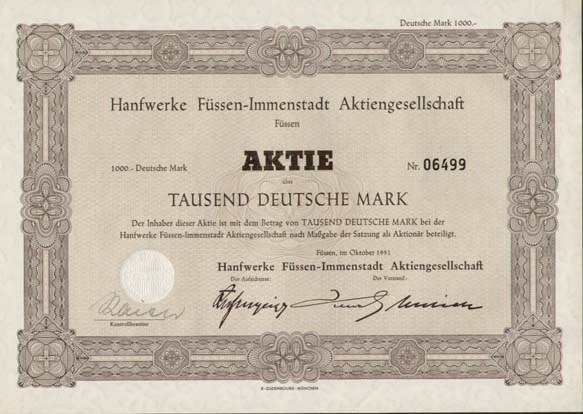 Deutsche Mark 1000.-
Hanfwerke Füssen-Immenstadt Aktiengesellschaft
Füssen
1000.- Deutsche Mark AKTIE Nr. 06499
über
TAUSEND DEUTSCHE MARK
Der Inhaber dieser Aktie ist mit dem Betrag von TAUSEND DEUTSCHE MARK bei der
Hanfwerke Füssen-Immenstadt Aktiengesellschaft nach Maßgabe der Satzung als Aktionär beteiligt.
Füssen, im Oktober 1951
Hanfwerke Füssen-Immenstadt Aktiengesellschaft
Der Aufsichtsrat: Der Vorstand:
Kontrollbeamter
R. OLDENBOURG · MÜNCHEN